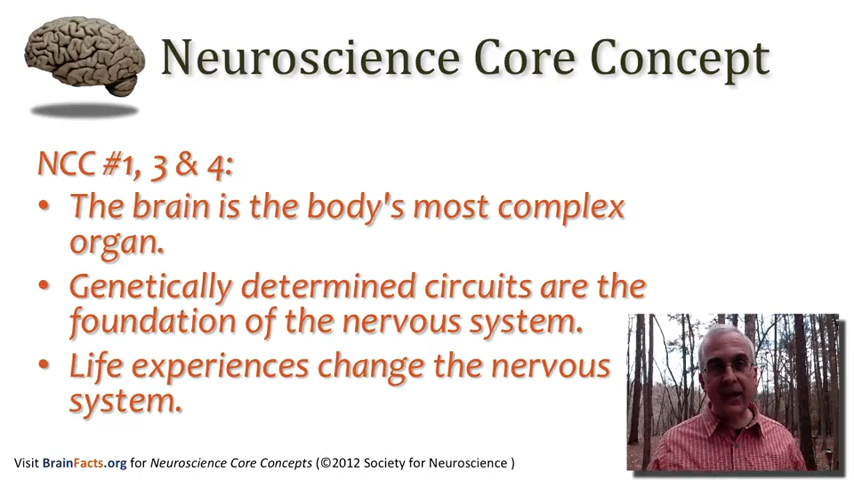 Neuroscience Core Concept
NCC #1, 3 & 4:
• The brain is the body's most complex
organ.
• Genetically determined circuits are the
foundation of the nervous system.
• Life experiences change the nervous
system.
Visit BrainFacts.org for Neuroscience Core Concepts (©2012 Society for Neuroscience )